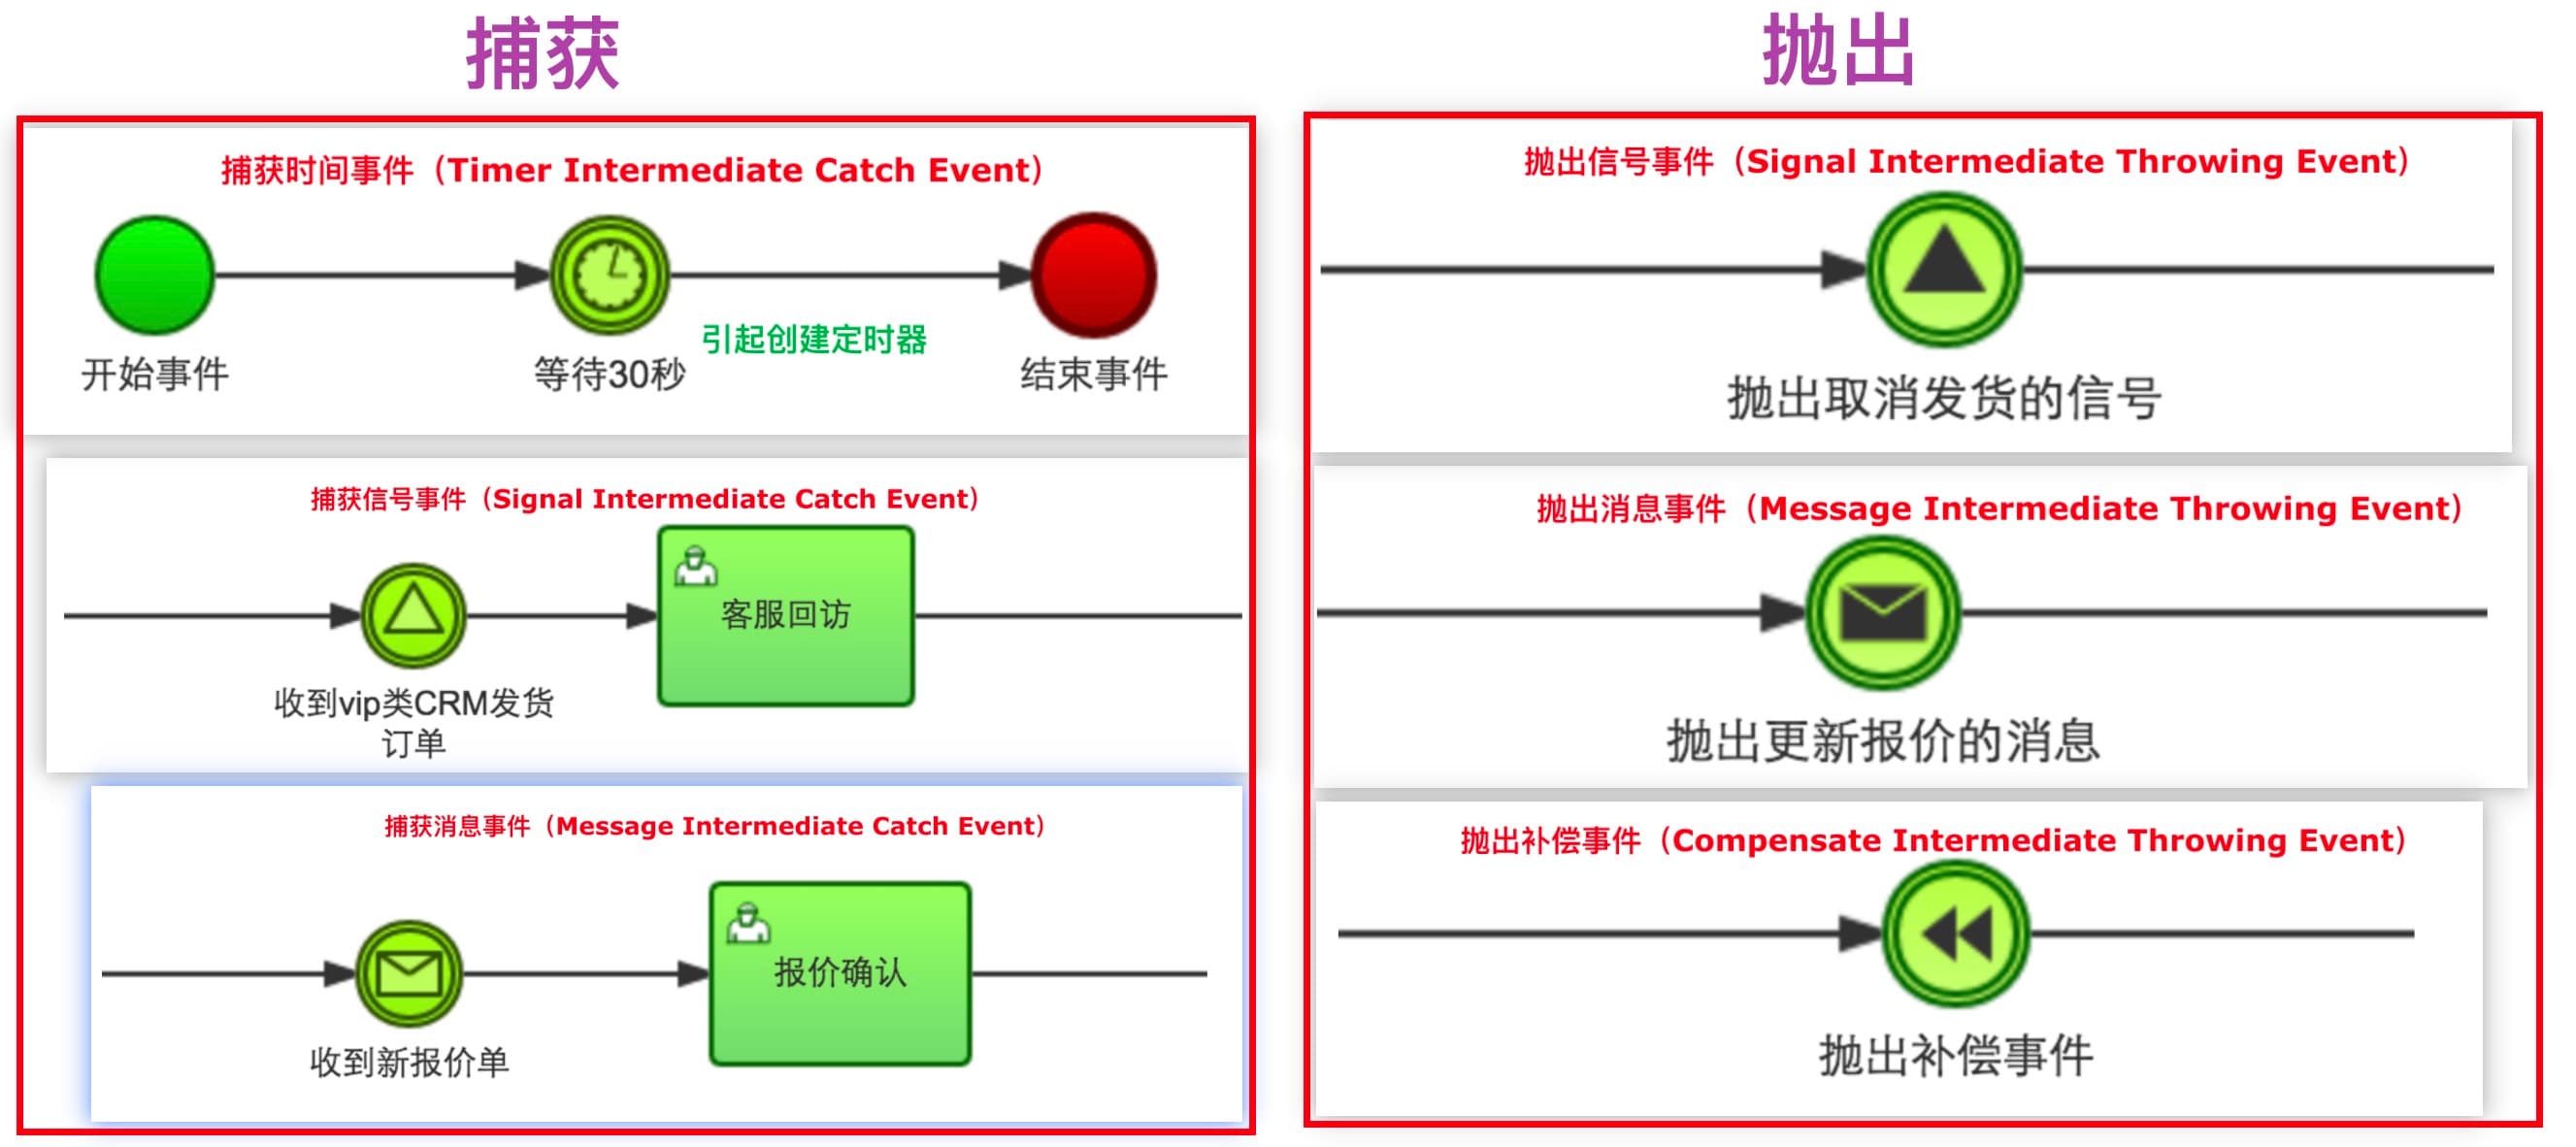 捕获
捕获时间事件（Timer Intermediate Catch Event）
开始事件
等待30秒
引起创建定时器
结束事件
捕获信号事件（Signal Intermediate Catch Event）
客服回访
收到vip类CRM发货
订单
捕获消息事件（Message Intermediate Catch Event）
报价确认
收到新报价单
抛出
抛出信号事件（Signal Intermediate Throwing Event）
抛出取消发货的信号
抛出消息事件（Message Intermediate Throwing Event）
抛出更新报价的消息
抛出补偿事件（Compensate Intermediate Throwing Event）
抛出补偿事件